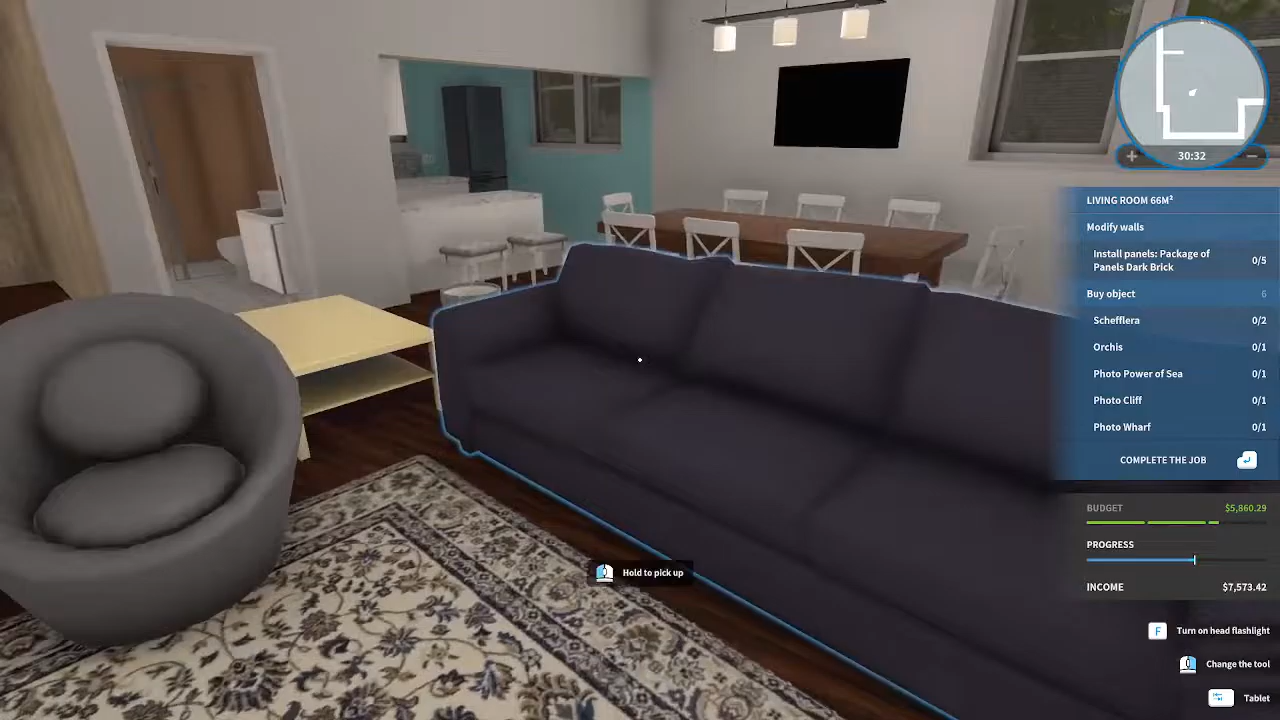 30:32
LIVING ROOM 66M²
Modify walls
Install panels: Package of
Panels Dark Brick
0/5
Buy object 6
Schefflera 0/2
Orchis 0/1
Photo Power of Sea 0/1
Photo Cliff 0/1
Photo Wharf 0/1
COMPLETE THE JOB
BUDGET $5,860.29
PROGRESS
INCOME $7,573.42
Hold to pick up
F Turn on head flashlight
Change the tool
Tablet